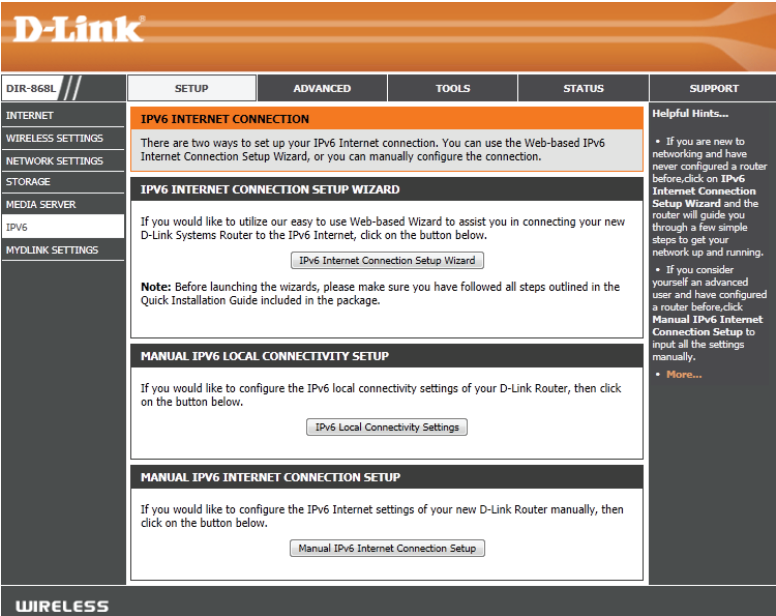 D-Link
DIR-868L
SETUP
ADVANCED
TOOLS
STATUS
SUPPORT
INTERNET
WIRELESS SETTINGS
NETWORK SETTINGS
STORAGE
MEDIA SERVER
IPV6
MYDLINK SETTINGS
IPV6 INTERNET CONNECTION
There are two ways to set up your IPv6 Internet connection. You can use the Web-based IPv6
Internet Connection Setup Wizard, or you can manually configure the connection.
IPV6 INTERNET CONNECTION SETUP WIZARD
If you would like to utilize our easy to use Web-based Wizard to assist you in connecting your new
D-Link Systems Router to the IPv6 Internet, click on the button below.
IPv6 Internet Connection Setup Wizard
Note: Before launching the wizards, please make sure you have followed all steps outlined in the
Quick Installation Guide included in the package.
MANUAL IPV6 LOCAL CONNECTIVITY SETUP
If you would like to configure the IPv6 local connectivity settings of your D-Link Router, then click
on the button below.
IPv6 Local Connectivity Settings
MANUAL IPV6 INTERNET CONNECTION SETUP
If you would like to configure the IPv6 Internet settings of your new D-Link Router manually, then
click on the button below.
Manual IPv6 Internet Connection Setup
Helpful Hints...
• If you are new to
networking and have
never configured a router
before,click on IPv6
Internet Connection
Setup Wizard and the
router will guide you
through a few simple
steps to get your
network up and running.
• If you consider
yourself an advanced
user and have configured
a router before,click
Manual IPv6 Internet
Connection Setup to
input all the settings
manually.
• More...
WIRELESS